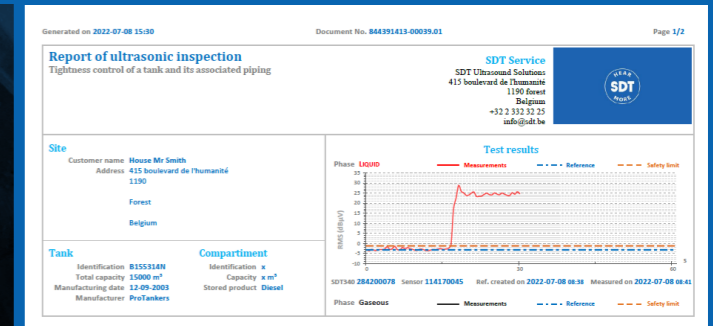 Generated on 2022-07-08 15:30 Document No. 844391413-00039.01 Page 1/2
Report of ultrasonic inspection
Tightness control of a tank and its associated piping
SDT Service
SDT Ultrasound Solutions
415 boulevard de l'humanité
1190 forest
Belgium
+32 2 332 32 25
info@sdt.be
HEAR
SDT
MORE
Site
Customer name House Mr Smith
Address 415 boulevard de l'humanité
1190
Forest
Belgium
Tank
Identification B155314N
Total capacity 15000 m³
Manufacturing date 12-09-2003
Manufacturer ProTankers
Compartiment
Identification x
Capacity x m³
Stored product Diesel
Test results
Phase LIQUID Measurements Reference Safety limit
35
30
25
20
15
10
5
0
-5
-10
RMS (dBµV)
0 30 60
s
SDT340 284200078 Sensor 114170045 Ref. created on 2022-07-08 08:38 Measured on 2022-07-08 08:41
Phase Gaseous Measurements Reference Safety limit